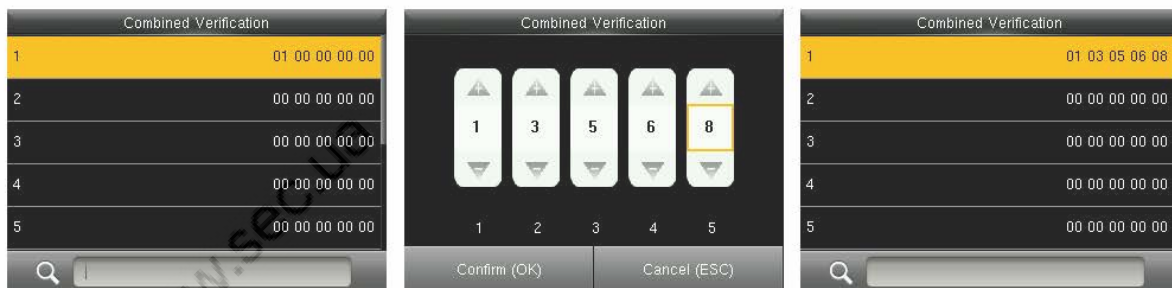 Combined Verification
1 01 00 00 00 00
2 00 00 00 00 00
3 00 00 00 00 00
4 00 00 00 00 00
5 00 00 00 00 00
Combined Verification
1 3 5 6 8
1 2 3 4 5
Confirm (OK) Cancel (ESC)
Combined Verification
1 01 03 05 06 08
2 00 00 00 00 00
3 00 00 00 00 00
4 00 00 00 00 00
5 00 00 00 00 00
w.sec.ua